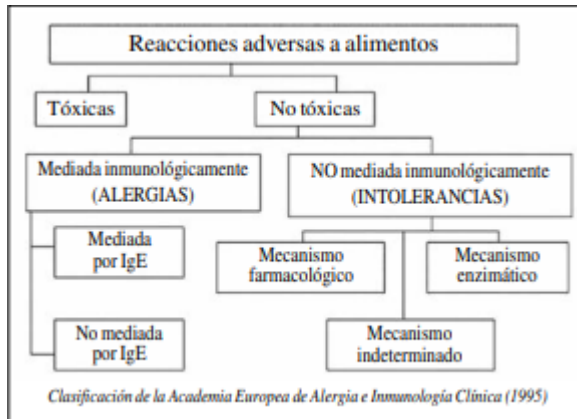 Reacciones adversas a alimentos
Tóxicas
No tóxicas
Mediada inmunológicamente
(ALERGIAS)
NO mediada inmunológicamente
(INTOLERANCIAS)
Mediada
por IgE
Mecanismo
farmacológico
Mecanismo
enzimático
No mediada
por IgE
Mecanismo
indeterminado
Clasificación de la Academia Europea de Alergia e Inmunología Clínica (1995)